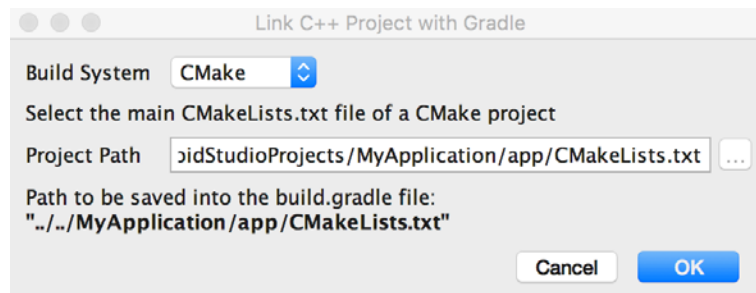 Link C++ Project with Gradle
Build System CMake
Select the main CMakeLists.txt file of a CMake project
Project Path ɔidStudioProjects/MyApplication/app/CMakeLists.txt ...
Path to be saved into the build.gradle file:
"../../MyApplication/app/CMakeLists.txt"
Cancel OK